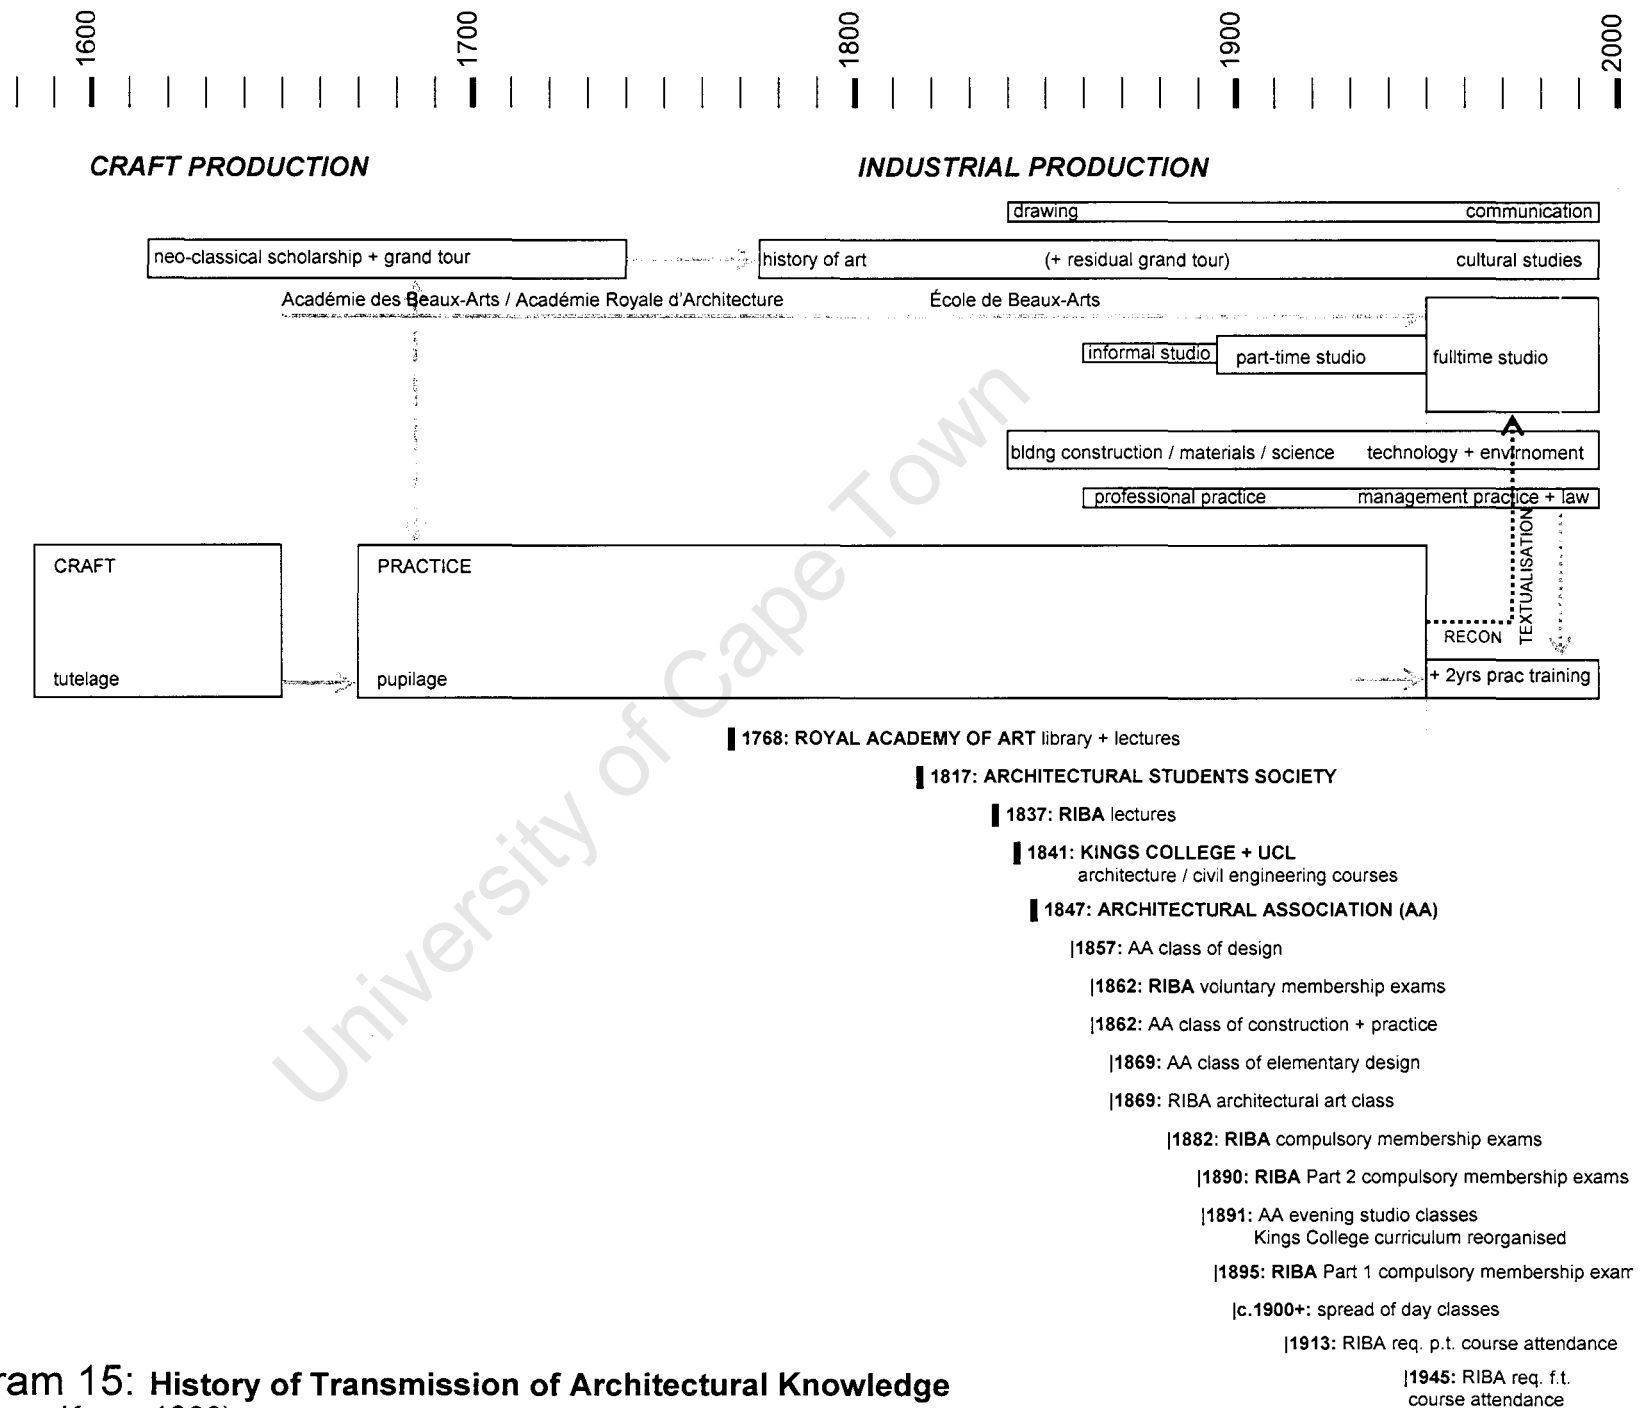 1600
1700
1800
1900
2000
CRAFT PRODUCTION
INDUSTRIAL PRODUCTION
drawing communication
neo-classical scholarship + grand tour
history of art (+ residual grand tour) cultural studies
Académie des Beaux-Arts / Académie Royale d'Architecture
École de Beaux-Arts
informal studio
part-time studio
fulltime studio
bldng construction / materials / science technology + envirnoment
professional practice management practice + law
CRAFT
PRACTICE
TEXTUALISATION
RECON
tutelage
pupilage
+ 2yrs prac training
University of Cape Town
1768: ROYAL ACADEMY OF ART library + lectures
1817: ARCHITECTURAL STUDENTS SOCIETY
1837: RIBA lectures
1841: KINGS COLLEGE + UCL
architecture / civil engineering courses
1847: ARCHITECTURAL ASSOCIATION (AA)
|1857: AA class of design
|1862: RIBA voluntary membership exams
|1862: AA class of construction + practice
|1869: AA class of elementary design
|1869: RIBA architectural art class
|1882: RIBA compulsory membership exams
|1890: RIBA Part 2 compulsory membership exams
|1891: AA evening studio classes
Kings College curriculum reorganised
|1895: RIBA Part 1 compulsory membership exam
|c.1900+: spread of day classes
|1913: RIBA req. p.t. course attendance
|1945: RIBA req. f.t.
course attendance
ram 15: History of Transmission of Architectural Knowledge